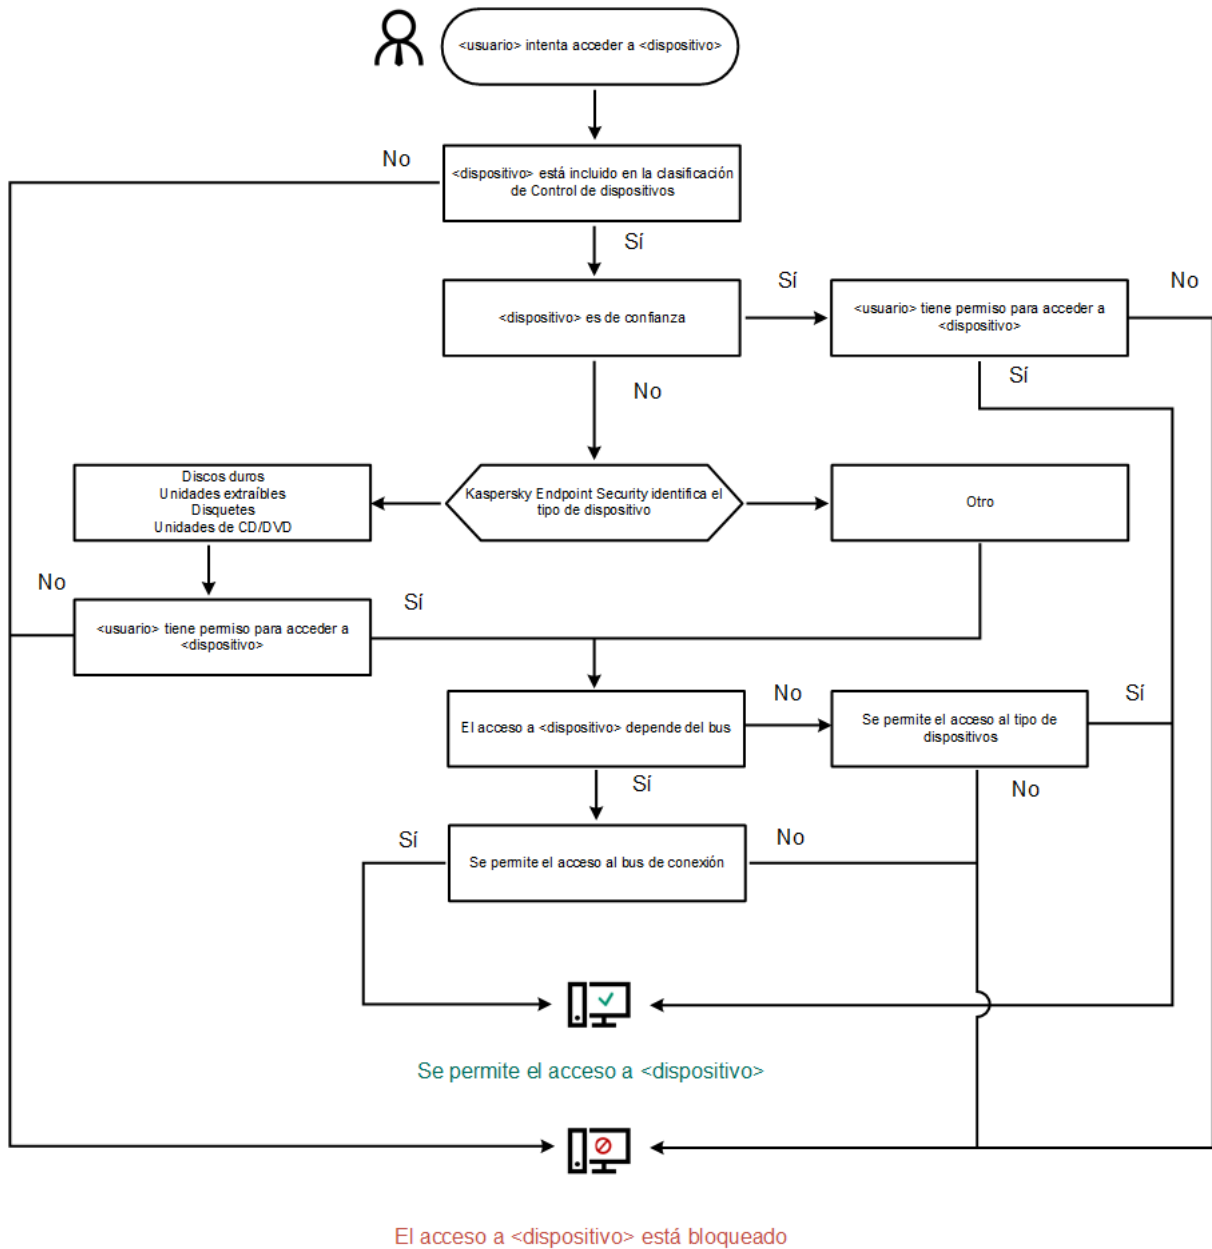 <usuario> intenta acceder a <dispositivo>
No
<dispositivo> está incluido en la clasificación
de Control de dispositivos
Sí
Sí
No
<dispositivo> es de confianza
<usuario> tiene permiso para acceder a
<dispositivo>
Sí
No
Discos duros
Unidades extraíbles
Disquetes
Unidades de CD/DVD
Kaspersky Endpoint Security identifica el
tipo de dispositivo
Otro
No
Sí
<usuario> tiene permiso para acceder a
<dispositivo>
No
Sí
El acceso a <dispositivo> depende del bus
Se permite el acceso al tipo de
dispositivos
Sí
No
Sí
No
Se permite el acceso al bus de conexión
Se permite el acceso a <dispositivo>
El acceso a <dispositivo> está bloqueado